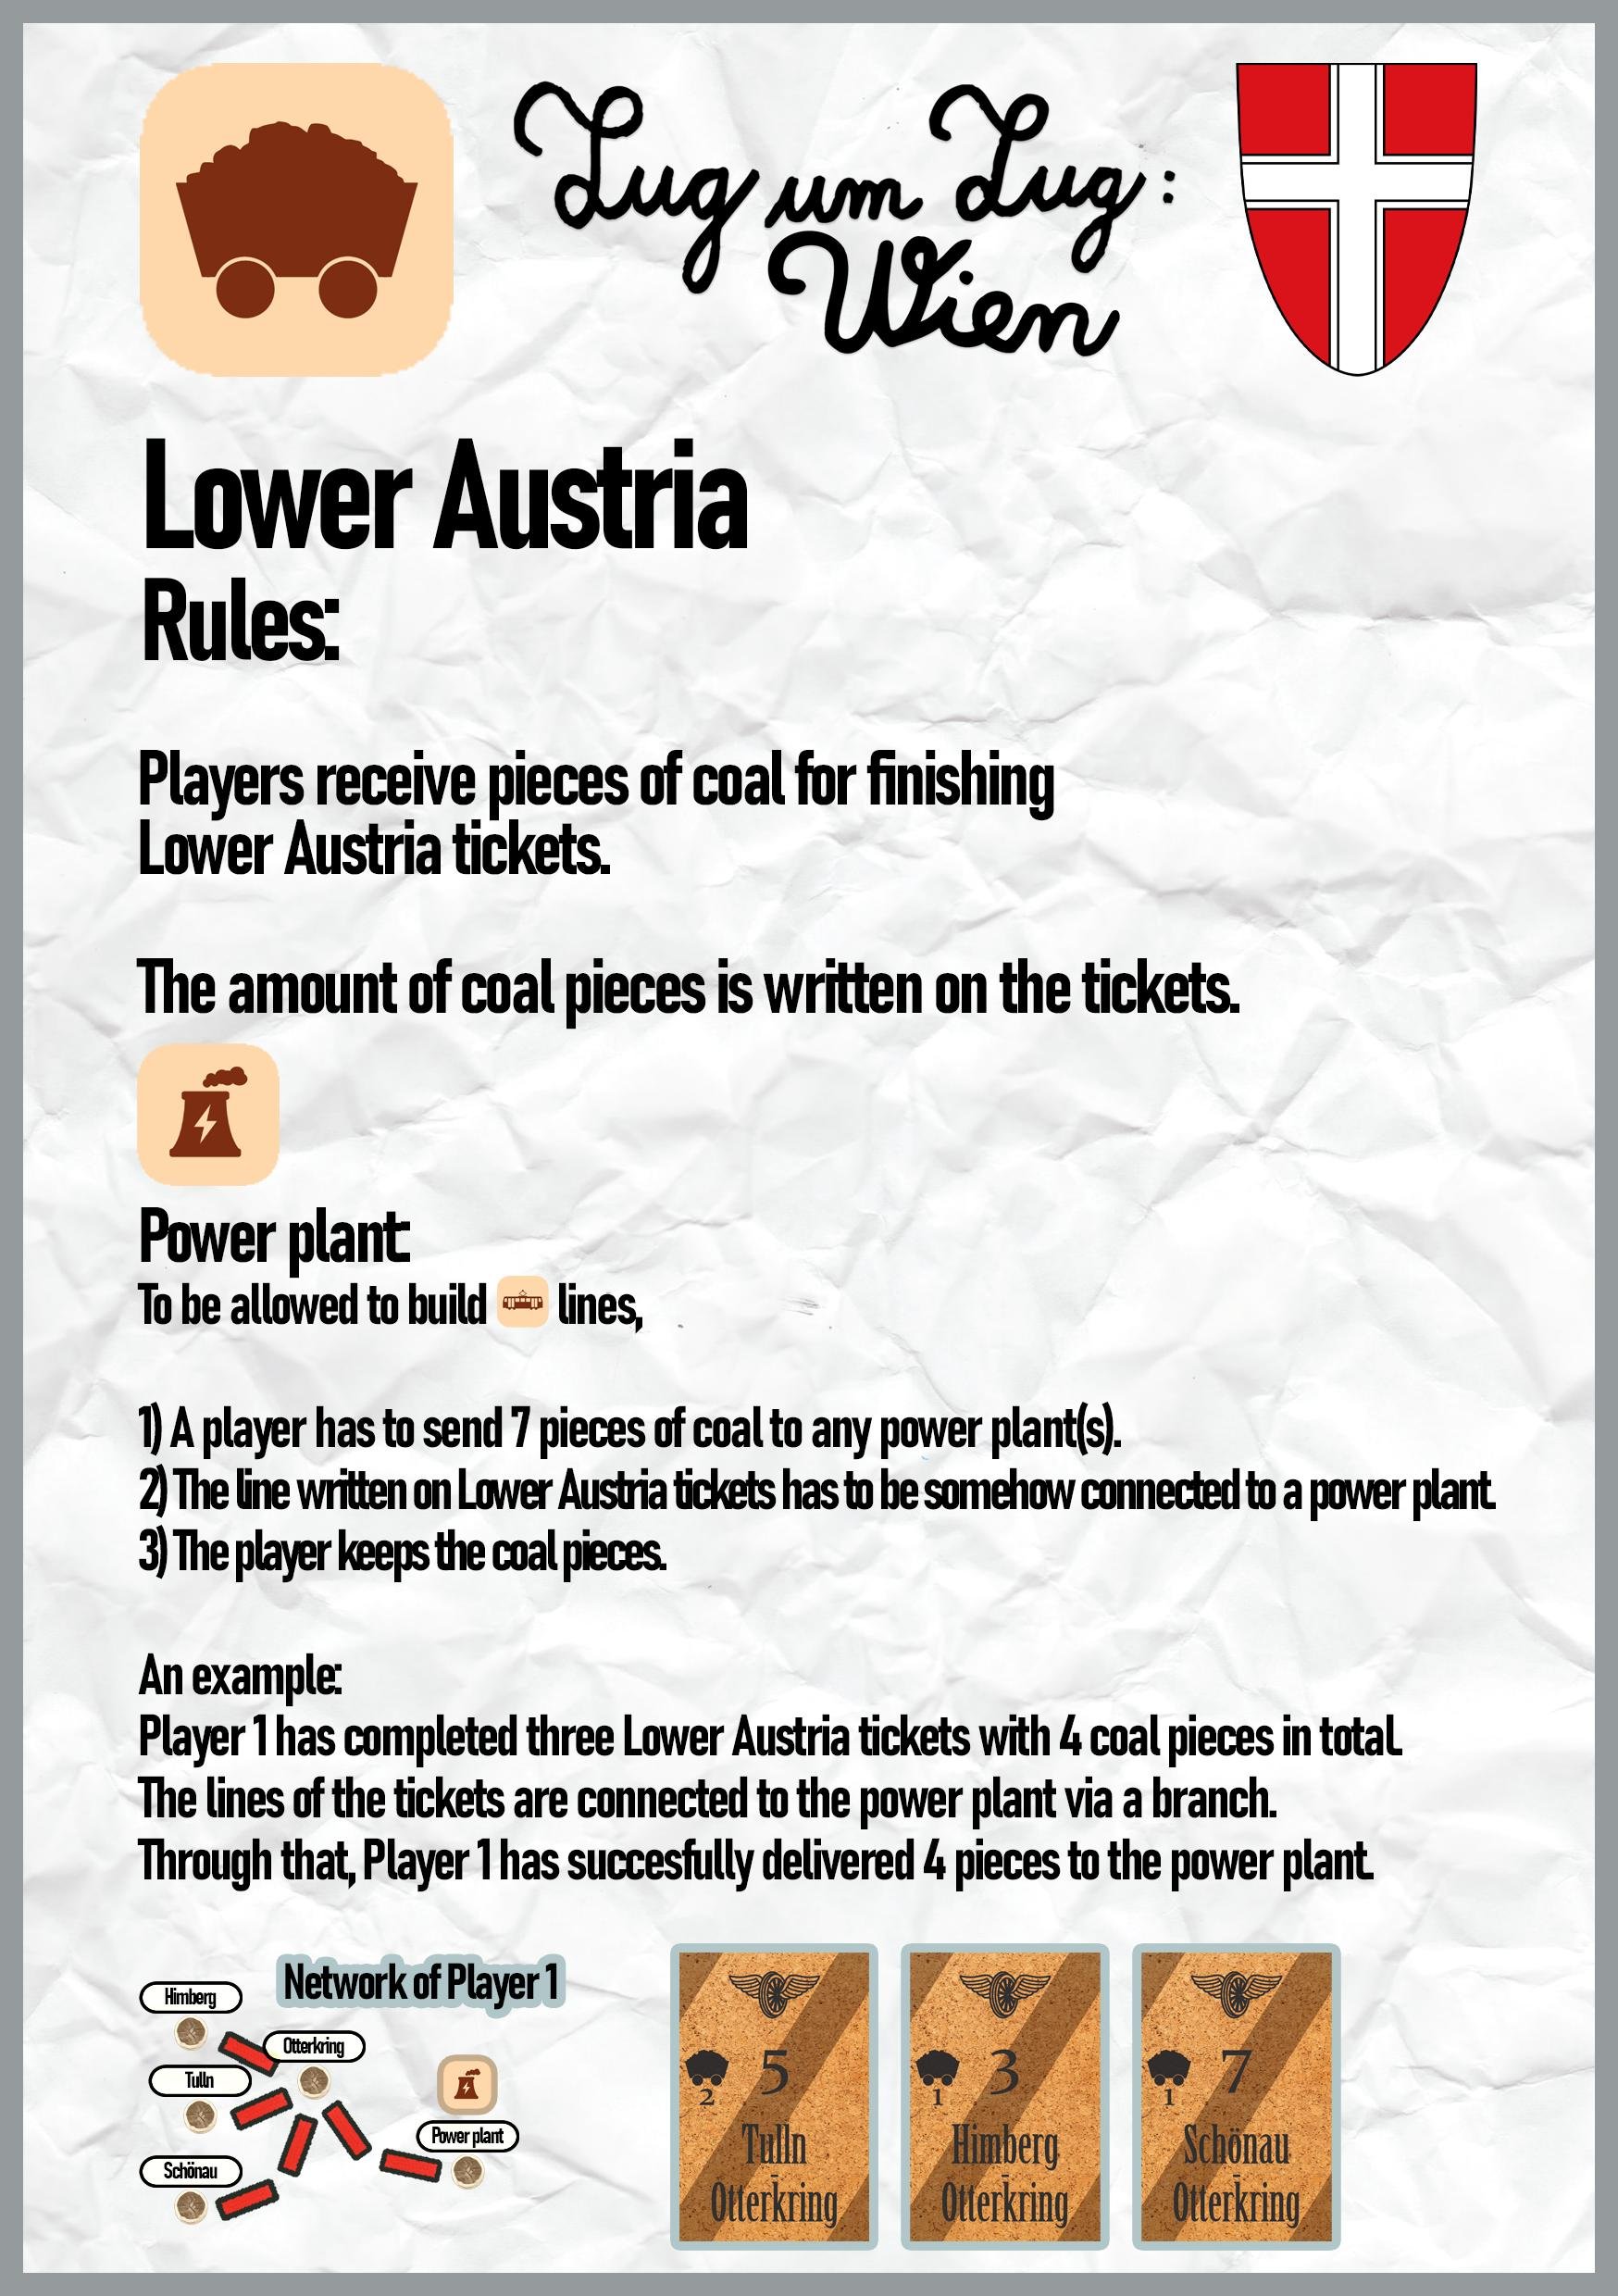 Zug um Zug:
Wien
Lower Austria
Rules:
Players receive pieces of coal for finishing
Lower Austria tickets.
The amount of coal pieces is written on the tickets.
Power plant:
To be allowed to build lines,
1) A player has to send 7 pieces of coal to any power plant(s).
2) The line written on Lower Austria tickets has to be somehow connected to a power plant.
3) The player keeps the coal pieces.
An example:
Player 1 has completed three Lower Austria tickets with 4 coal pieces in total.
The lines of the tickets are connected to the power plant via a branch.
Through that, Player 1 has succesfully delivered 4 pieces to the power plant.
Network of Player 1
Himberg
Otterkring
Tulln
Power plant
Schönau
5
2
Tulln
-
Otterkring
3
1
Himberg
-
Otterkring
7
1
Schönau
-
Otterkring